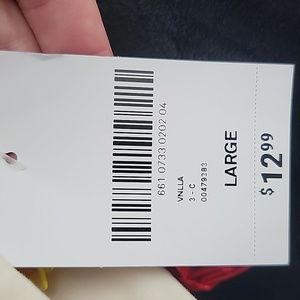 661 0733 0202 04
VNLLA
3 - C
00479383
LARGE
$12.99